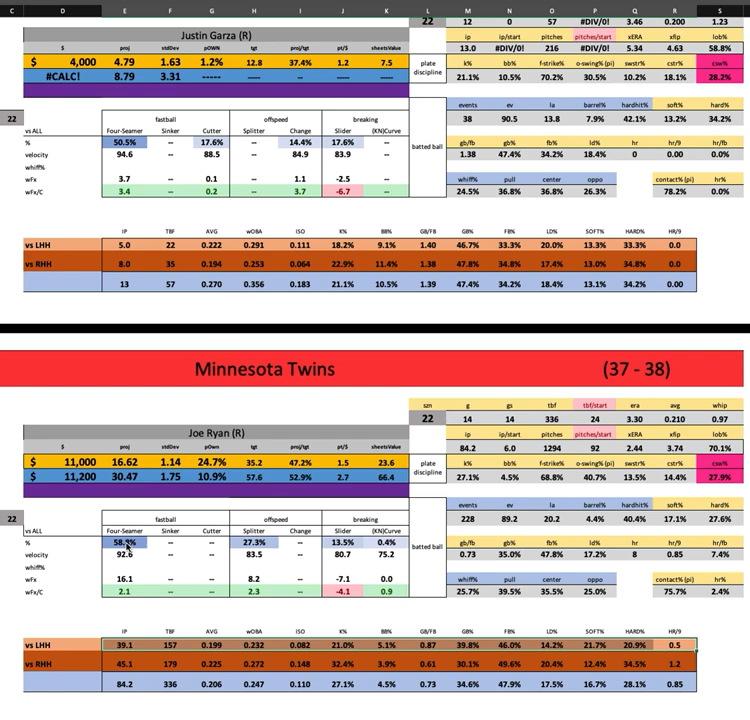 C D E F G H I J K L M N O P Q R S
22 12 0 57 #DIV/0! 3.46 0.200 1.23
Justin Garza (R) ip ip/start pitches pitches/start xERA xfip lob%
$ proj stdDev pOWN tgt proj/tgt pt/$ sheetsValue 13.0 #DIV/0! 216 #DIV/0! 5.34 4.63 58.8%
$ 4,000 4.79 1.63 1.2% 12.8 37.4% 1.2 7.5 plate discipline k% bb% f-strike% o-swing% (pi) swstr% cstr% csw%
#CALC! 8.79 3.31 ----- ---- ---- --- --- 21.1% 10.5% 70.2% 30.5% 10.2% 18.1% 28.2%
events ev la barrel% hardhit% soft% hard%
22 fastball offspeed breaking 38 90.5 13.8 7.9% 42.1% 13.2% 34.2%
vs ALL Four-Seamer Sinker Cutter Splitter Change Slider (KN)Curve
% 50.5% -- 17.6% -- 14.4% 17.6% -- batted ball gb/fb gb% fb% ld% hr hr/9 hr/fb
velocity 94.6 -- 88.5 -- 84.9 83.9 -- 1.38 47.4% 34.2% 18.4% 0 0.00 0.0%
whiff%
wFx 3.7 -- 0.1 -- 1.1 -2.5 -- whiff% pull center oppo contact% (pi) hr%
wFx/C 3.4 -- 0.2 -- 3.7 -6.7 -- 24.5% 36.8% 36.8% 26.3% 78.2% 0.0%
IP TBF AVG wOBA ISO K% BB% GB/FB GB% FB% LD% SOFT% HARD% HR/9
vs LHH 5.0 22 0.222 0.291 0.111 18.2% 9.1% 1.40 46.7% 33.3% 20.0% 13.3% 33.3% 0.0
vs RHH 8.0 35 0.194 0.253 0.064 22.9% 11.4% 1.38 47.8% 34.8% 17.4% 13.0% 34.8% 0.0
13 57 0.270 0.356 0.183 21.1% 10.5% 1.39 47.4% 34.2% 18.4% 13.1% 34.2% 0.00
Minnesota Twins (37 - 38)
szn g gs tbf tbf/start era avg whip
22 14 14 336 24 3.30 0.210 0.97
Joe Ryan (R) ip ip/start pitches pitches/start xERA xfip lob%
$ proj stdDev pOwn tgt proj/tgt pt/$ sheetsValue 84.2 6.0 1294 92 2.44 3.74 70.1%
$ 11,000 16.62 1.14 24.7% 35.2 47.2% 1.5 23.6 plate discipline k% bb% f-strike% o-swing% (pi) swstr% cstr% csw%
$ 11,200 30.47 1.75 10.9% 57.6 52.9% 2.7 66.4 27.1% 4.5% 68.8% 40.7% 13.5% 14.4% 27.9%
events ev la barrel% hardhit% soft% hard%
22 fastball offspeed breaking 228 89.2 20.2 4.4% 40.4% 17.1% 27.6%
vs ALL Four-Seamer Sinker Cutter Splitter Change Slider (KN)Curve
% -- -- 27.3% -- 13.5% 0.4% batted ball gb/fb gb% fb% ld% hr hr/9 hr/fb
velocity 92.6 -- -- 83.5 -- 80.7 75.2 0.73 35.0% 47.8% 17.2% 8 0.85 7.4%
whiff%
wFx 16.1 -- -- 8.2 -- -7.1 0.0 whiff% pull center oppo contact% (pi) hr%
wFx/C 2.1 -- -- 2.3 -- -4.1 0.9 25.7% 39.5% 35.5% 25.0% 75.7% 2.4%
IP TBF AVG wOBA ISO K% BB% GB/FB GB% FB% LD% SOFT% HARD% HR/9
vs LHH 39.1 157 0.199 0.232 0.082 21.0% 5.1% 0.87 39.8% 46.0% 14.2% 21.7% 20.9% 0.5
vs RHH 45.1 179 0.225 0.272 0.148 32.4% 3.9% 0.61 30.1% 49.6% 20.4% 12.4% 34.5% 1.2
84.2 336 0.206 0.247 0.110 27.1% 4.5% 0.73 34.6% 47.9% 17.5% 16.7% 28.1% 0.85